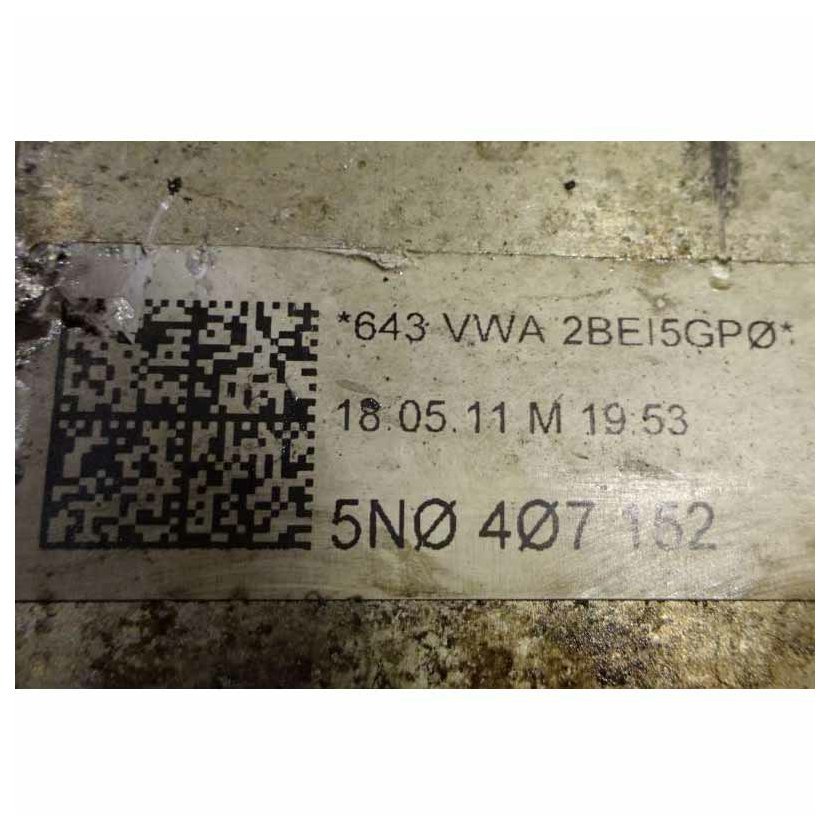 *643 VWA 2BEI5GPØ*
18.05.11 M 19:53
5NØ 4Ø7 152